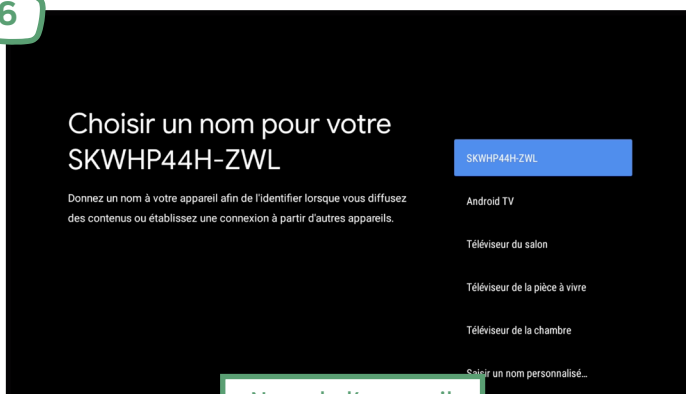 6
Choisir un nom pour votre
SKWHP44H-ZWL
Donnez un nom à votre appareil afin de l'identifier lorsque vous diffusez
des contenus ou établissez une connexion à partir d'autres appareils.
SKWHP44H-ZWL
Android TV
Téléviseur du salon
Téléviseur de la pièce à vivre
Téléviseur de la chambre
Saisir un nom personnalisé...